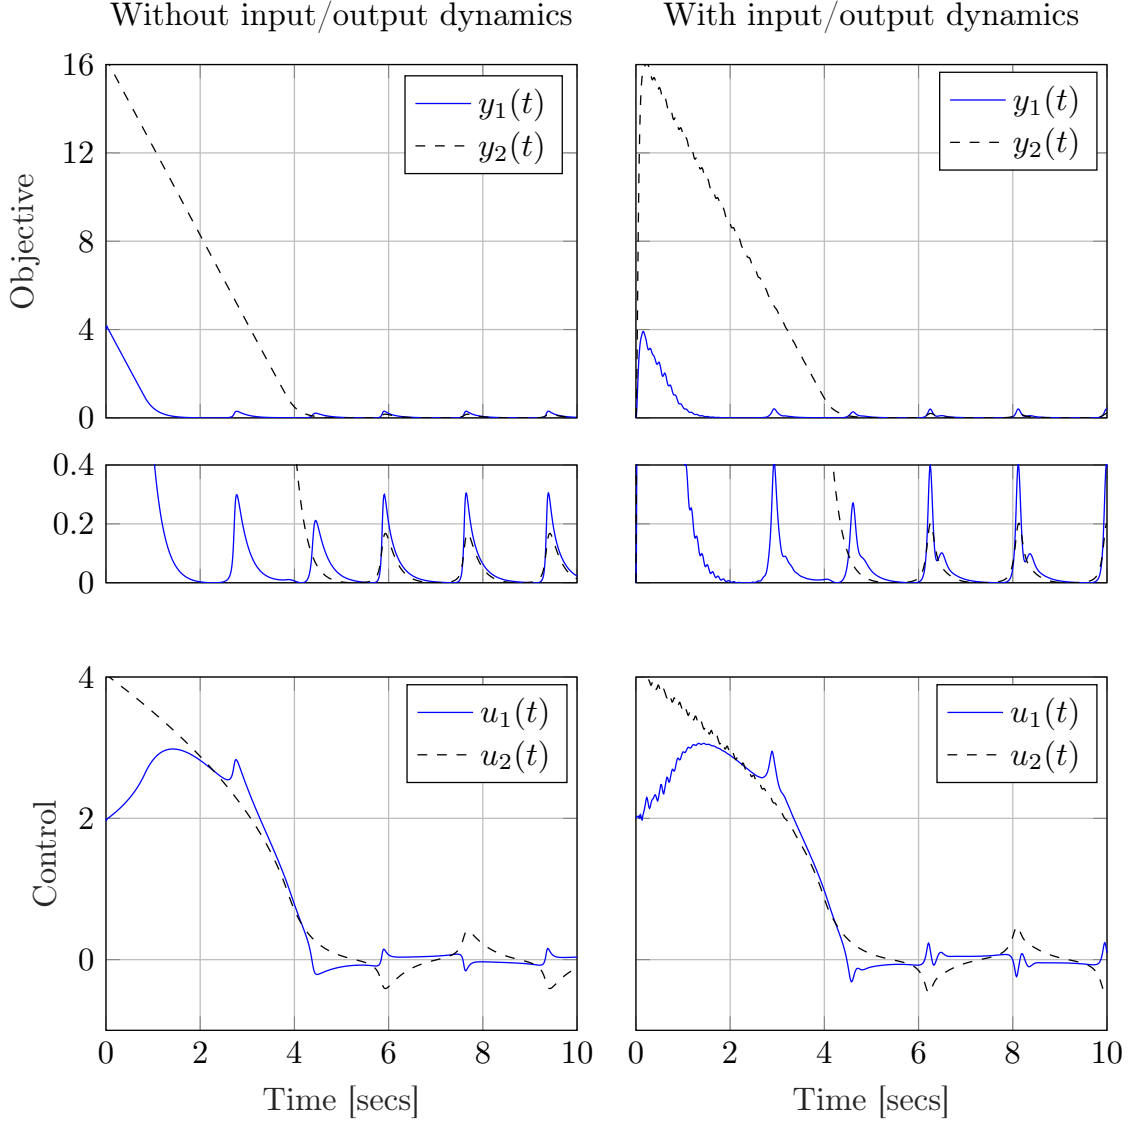 Without input/output dynamics
With input/output dynamics
Objective
16
12
8
4
0
y₁(t)
y₂(t)
y₁(t)
y₂(t)
0.4
0.2
0
Control
4
2
0
u₁(t)
u₂(t)
u₁(t)
u₂(t)
0 2 4 6 8 10
0 2 4 6 8 10
Time [secs]
Time [secs]